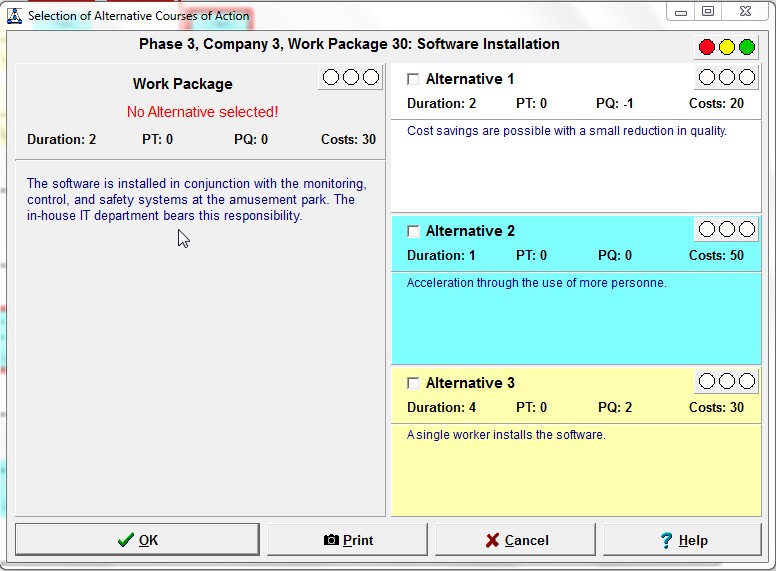 Selection of Alternative Courses of Action
Phase 3, Company 3, Work Package 30: Software Installation
Work Package
No Alternative selected!
Duration: 2 PT: 0 PQ: 0 Costs: 30
The software is installed in conjunction with the monitoring,
control, and safety systems at the amusement park. The
in-house IT department bears this responsibility.
Alternative 1
Duration: 2 PT: 0 PQ: -1 Costs: 20
Cost savings are possible with a small reduction in quality.
Alternative 2
Duration: 1 PT: 0 PQ: 0 Costs: 50
Acceleration through the use of more personne.
Alternative 3
Duration: 4 PT: 0 PQ: 2 Costs: 30
A single worker installs the software.
OK Print Cancel ? Help